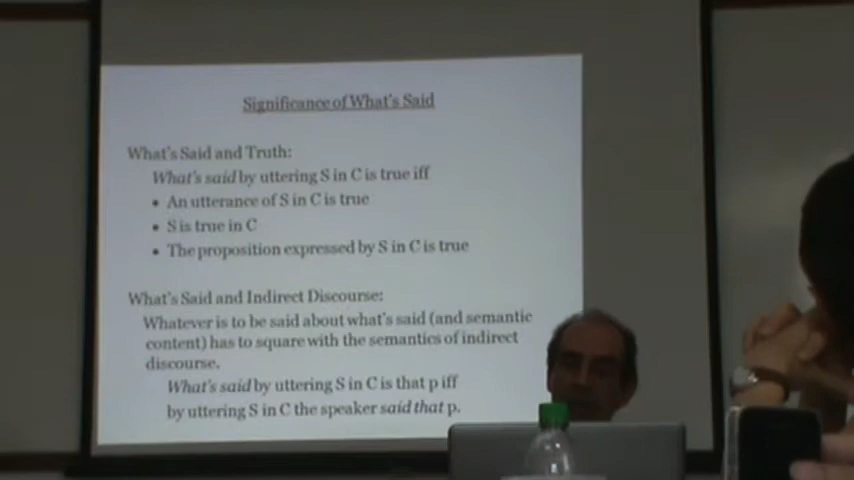 Significance of What's Said
What's Said and Truth:
What's said by uttering S in C is true iff
• An utterance of S in C is true
• S is true in C
• The proposition expressed by S in C is true
What's Said and Indirect Discourse:
Whatever is to be said about what's said (and semantic
content) has to square with the semantics of indirect
discourse.
What's said by uttering S in C is that p iff
by uttering S in C the speaker said that p.